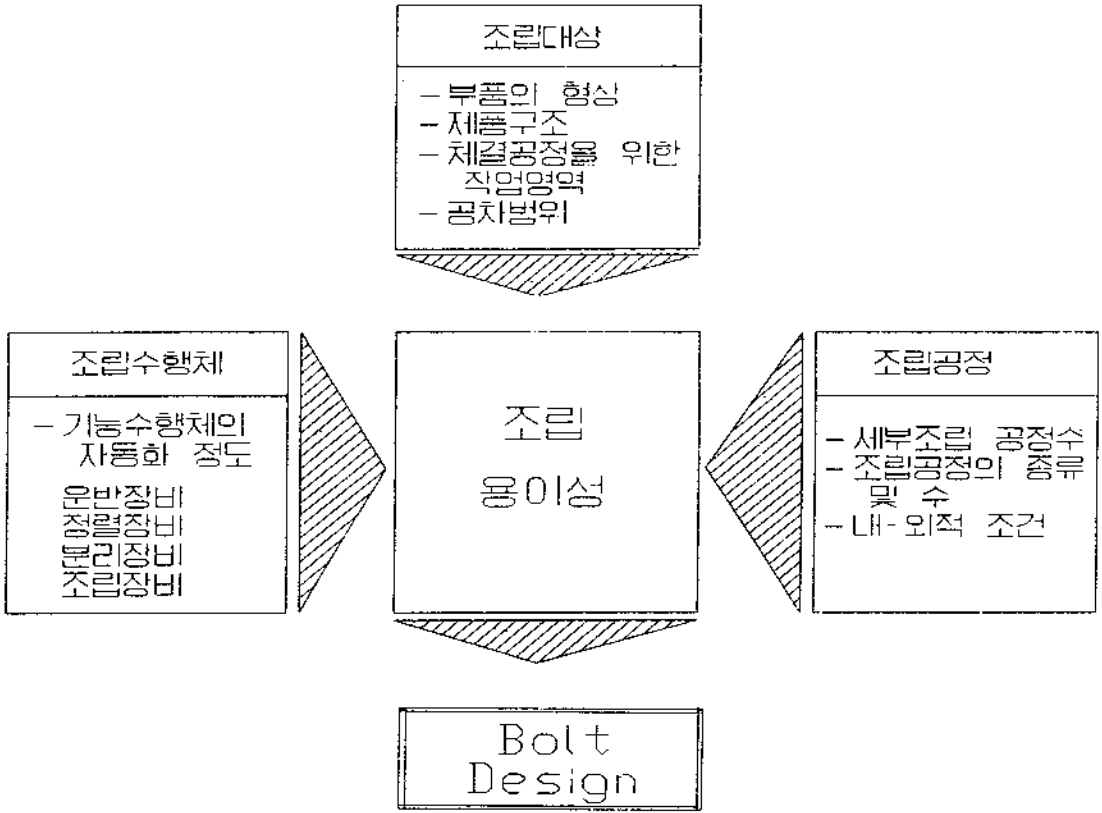 조립대상
- 부품의 형상
- 제품구조
- 체결공정을 위한
작업영역
- 공차범위
조립수행체
- 기능수행체의
자동화 정도
운반장비
정렬장비
분리장비
조립장비
조립
용이성
조립공정
- 세부조립 공정수
- 조립공정의 종류
및 수
- 내-외적 조건
Bolt
Design